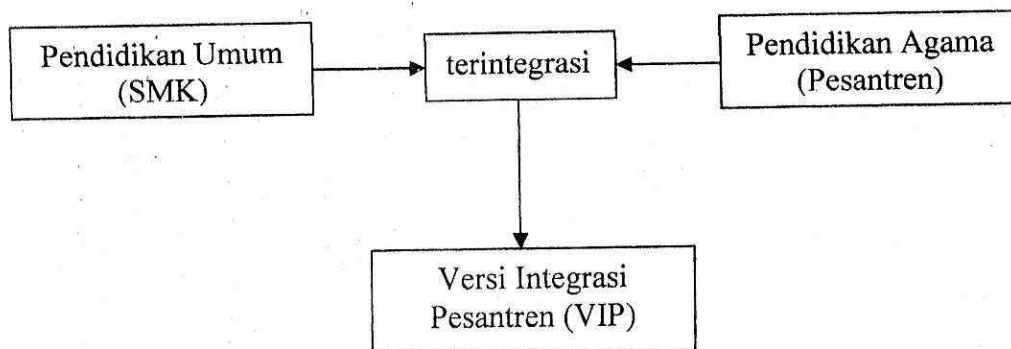 Pendidikan Umum
(SMK)
terintegrasi
Pendidikan Agama
(Pesantren)
Versi Integrasi
Pesantren (VIP)